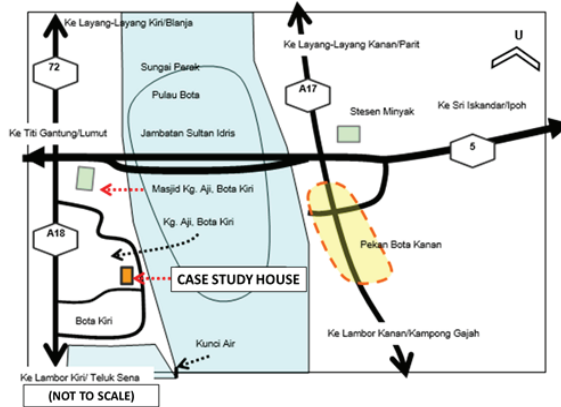 Ke Layang-Layang Kiri/Blanja
U
Ke Layang-Layang Kanan/Parit
72
Sungai Perak
A17
Pulau Bota
Stesen Minyak
Ke Sri Iskandar/Ipoh
Ke Titi Gantung/Lumut
Jambatan Sultan Idris
5
Masjid Kg. Aji, Bota Kiri
A18
Kg. Aji, Bota Kiri
Pekan Bota Kanan
CASE STUDY HOUSE
Bota Kiri
Ke Lambor Kanan/Kampong Gajah
Kunci Air
Ke Lambor Kiri/ Teluk Sena
(NOT TO SCALE)